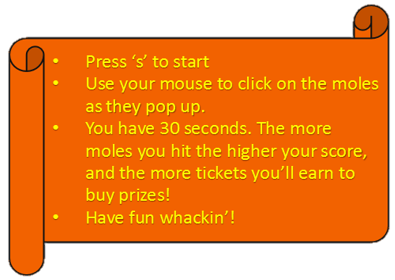 • Press ‘s’ to start
• Use your mouse to click on the moles
as they pop up.
• You have 30 seconds. The more
moles you hit the higher your score,
and the more tickets you’ll earn to
buy prizes!
• Have fun whackin’!